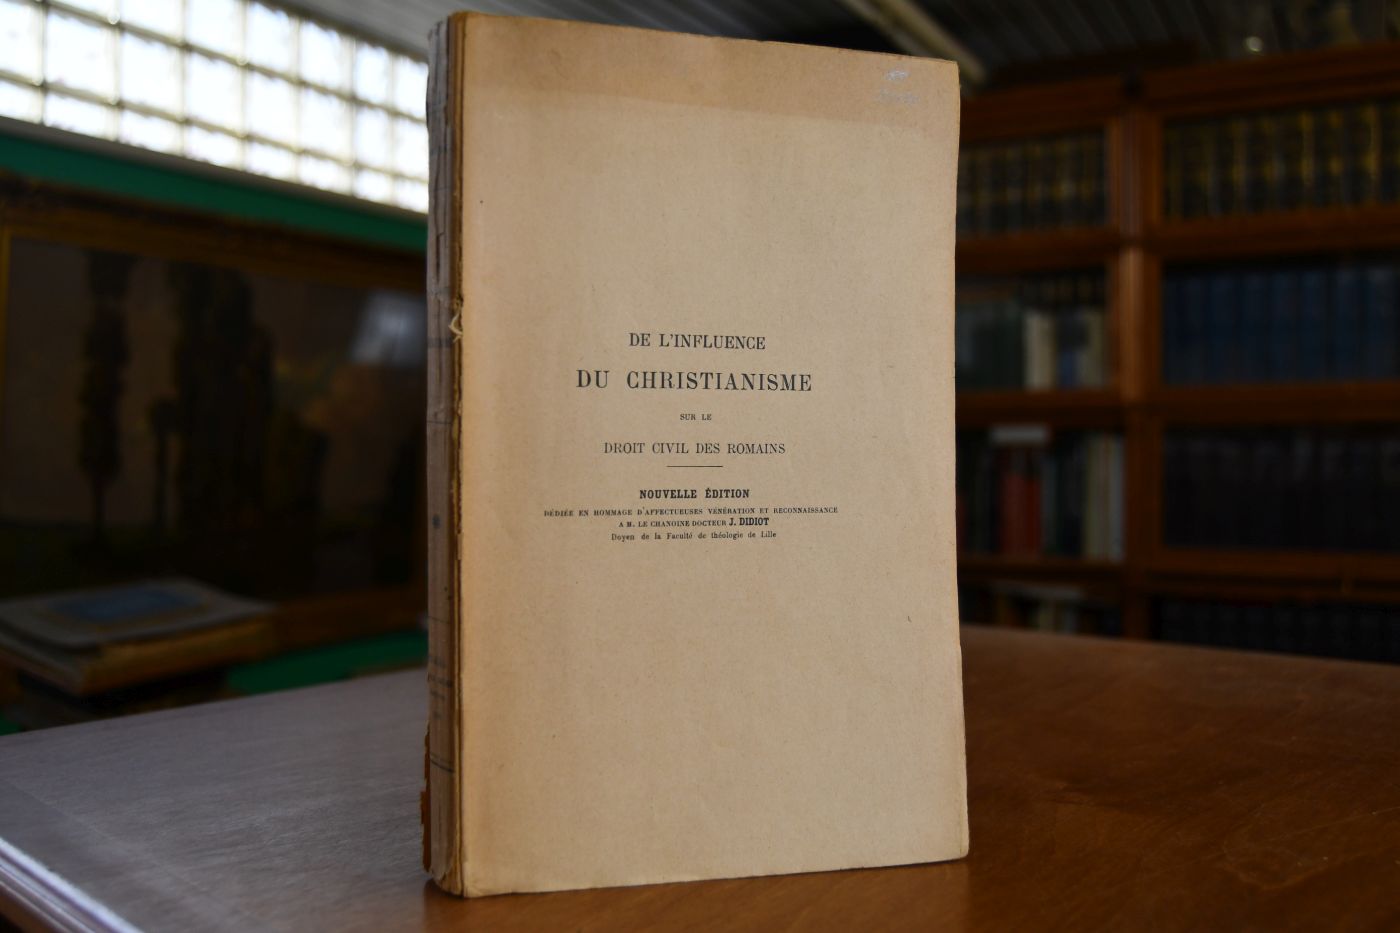 DE L'INFLUENCE
DU CHRISTIANISME
SUR LE
DROIT CIVIL DES ROMAINS
NOUVELLE ÉDITION
DÉDIÉE EN HOMMAGE D'AFFECTUEUSES VÉNÉRATION ET RECONNAISSANCE
A M. LE CHANOINE DOCTEUR J. DIDIOT
Doyen de la Faculté de théologie de Lille